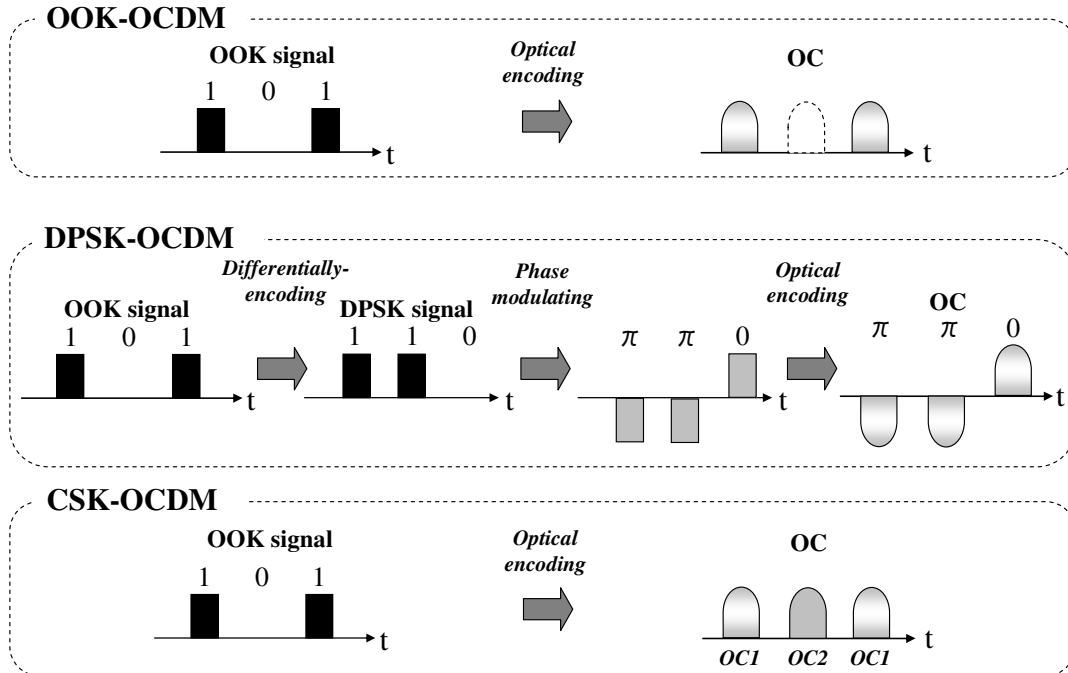 OOK-OCDM
OOK signal
1 0 1
t
Optical
encoding
OC
t
DPSK-OCDM
OOK signal
1 0 1
t
Differentially-
encoding
DPSK signal
1 1 0
t
Phase
modulating
π π 0
t
Optical
encoding
OC
π π 0
t
CSK-OCDM
OOK signal
1 0 1
t
Optical
encoding
OC
t
OC1 OC2 OC1